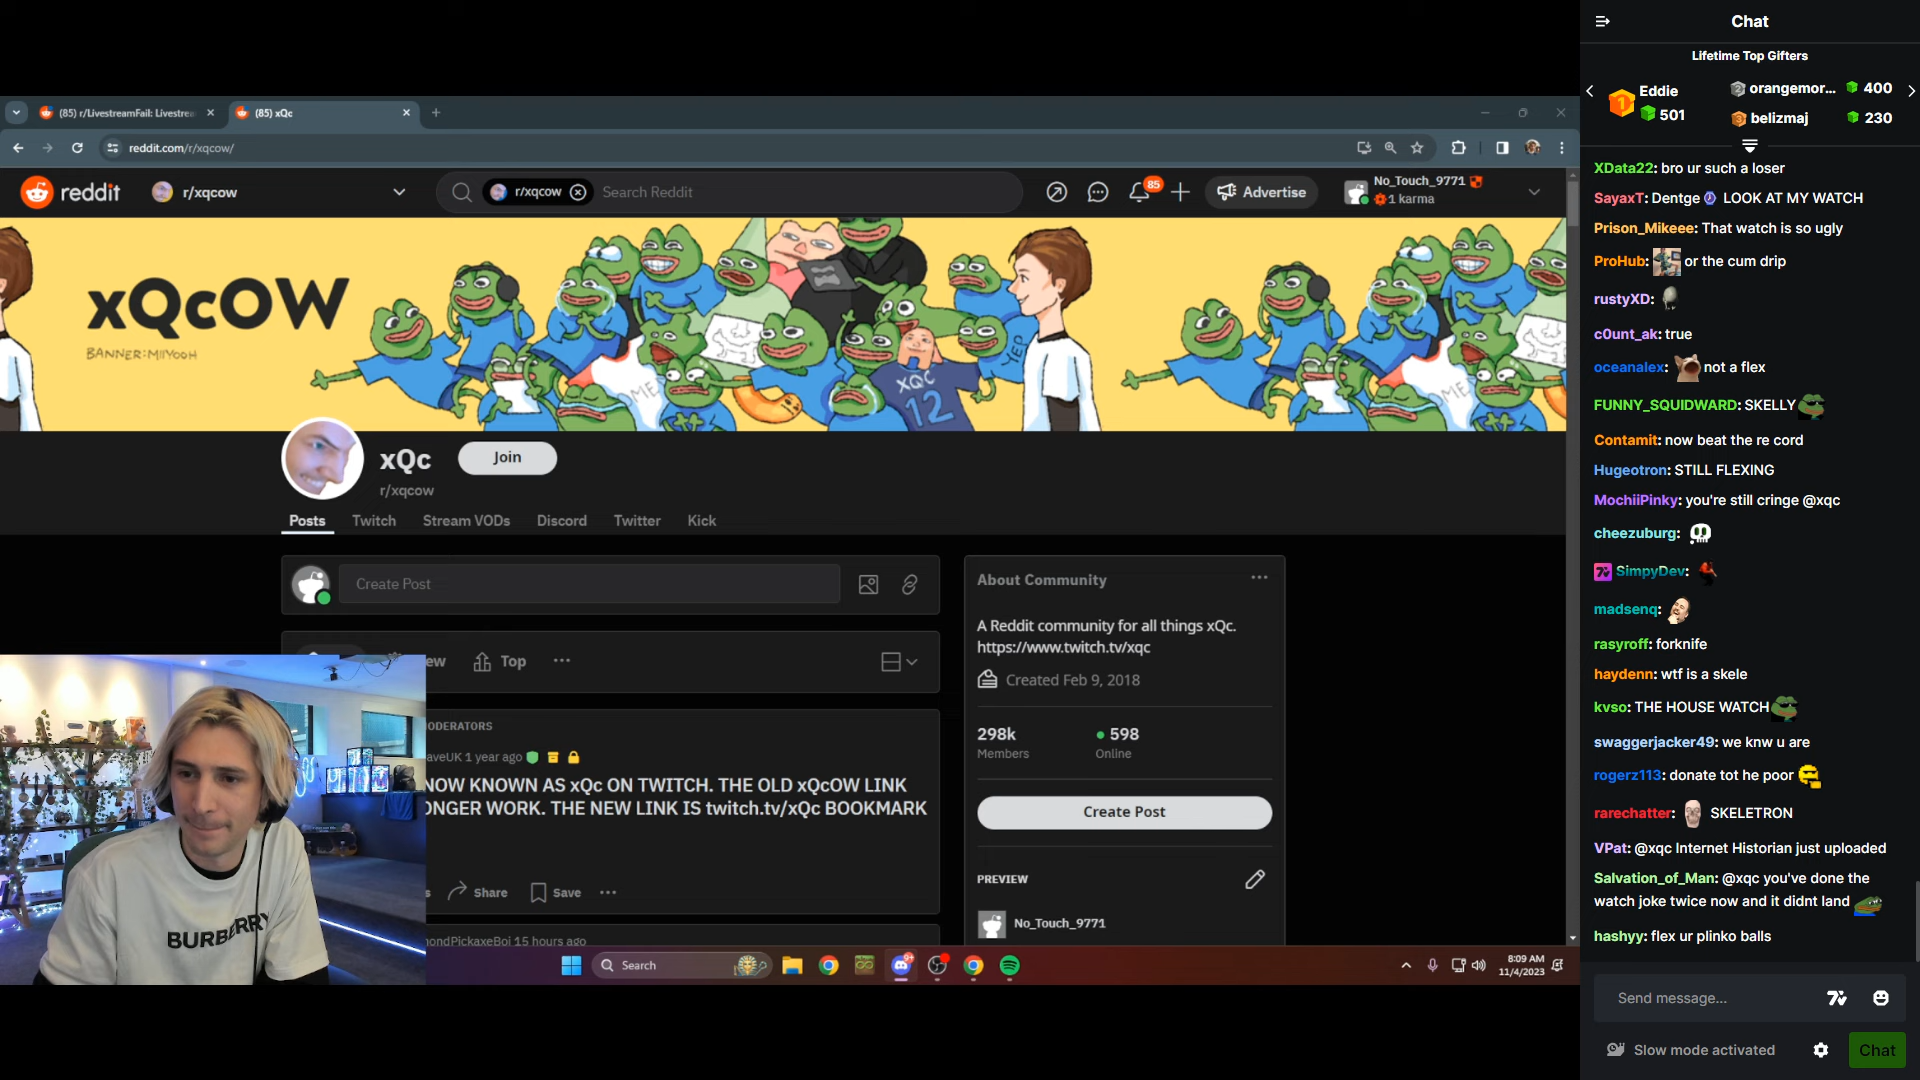 Chat
Lifetime Top Gifters
Eddie
501
orangemor... 400
belizmaj 230
(85) r/LivestreamFail: Livestrea
(85) xQc
reddit.com/r/xqcow/
reddit
r/xqcow
r/xqcow Search Reddit
85
Advertise
No_Touch_9771
1 karma
xQcOW
BANNER:MIIYOOH
YEP
XQC
12
xQc
Join
r/xqcow
Posts Twitch Stream VODs Discord Twitter Kick
Create Post
ew Top
ODERATORS
aveUK 1 year ago
NOW KNOWN AS xQc ON TWITCH. THE OLD xQcOW LINK
ONGER WORK. THE NEW LINK IS twitch.tv/xQc BOOKMARK
s Share Save
nondPickaxeBoi 15 hours ago
About Community
A Reddit community for all things xQc.
https://www.twitch.tv/xqc
Created Feb 9, 2018
298k 598
Members Online
Create Post
PREVIEW
No_Touch_9771
BURBERRY
Search
8:09 AM
11/4/2023
XData22: bro ur such a loser
SayaxT: Dentge LOOK AT MY WATCH
Prison_Mikeee: That watch is so ugly
ProHub: or the cum drip
rustyXD:
c0unt_ak: true
oceanalex: not a flex
FUNNY_SQUIDWARD: SKELLY
Contamit: now beat the re cord
Hugeotron: STILL FLEXING
MochiiPinky: you're still cringe @xqc
cheezuburg:
SimpyDev:
madsenq:
rasyroff: forknife
haydenn: wtf is a skele
kvso: THE HOUSE WATCH
swaggerjacker49: we knw u are
rogerz113: donate tot he poor
rarechatter: SKELETRON
VPat: @xqc Internet Historian just uploaded
Salvation_of_Man: @xqc you've done the
watch joke twice now and it didnt land
hashyy: flex ur plinko balls
Send message...
Slow mode activated
Chat